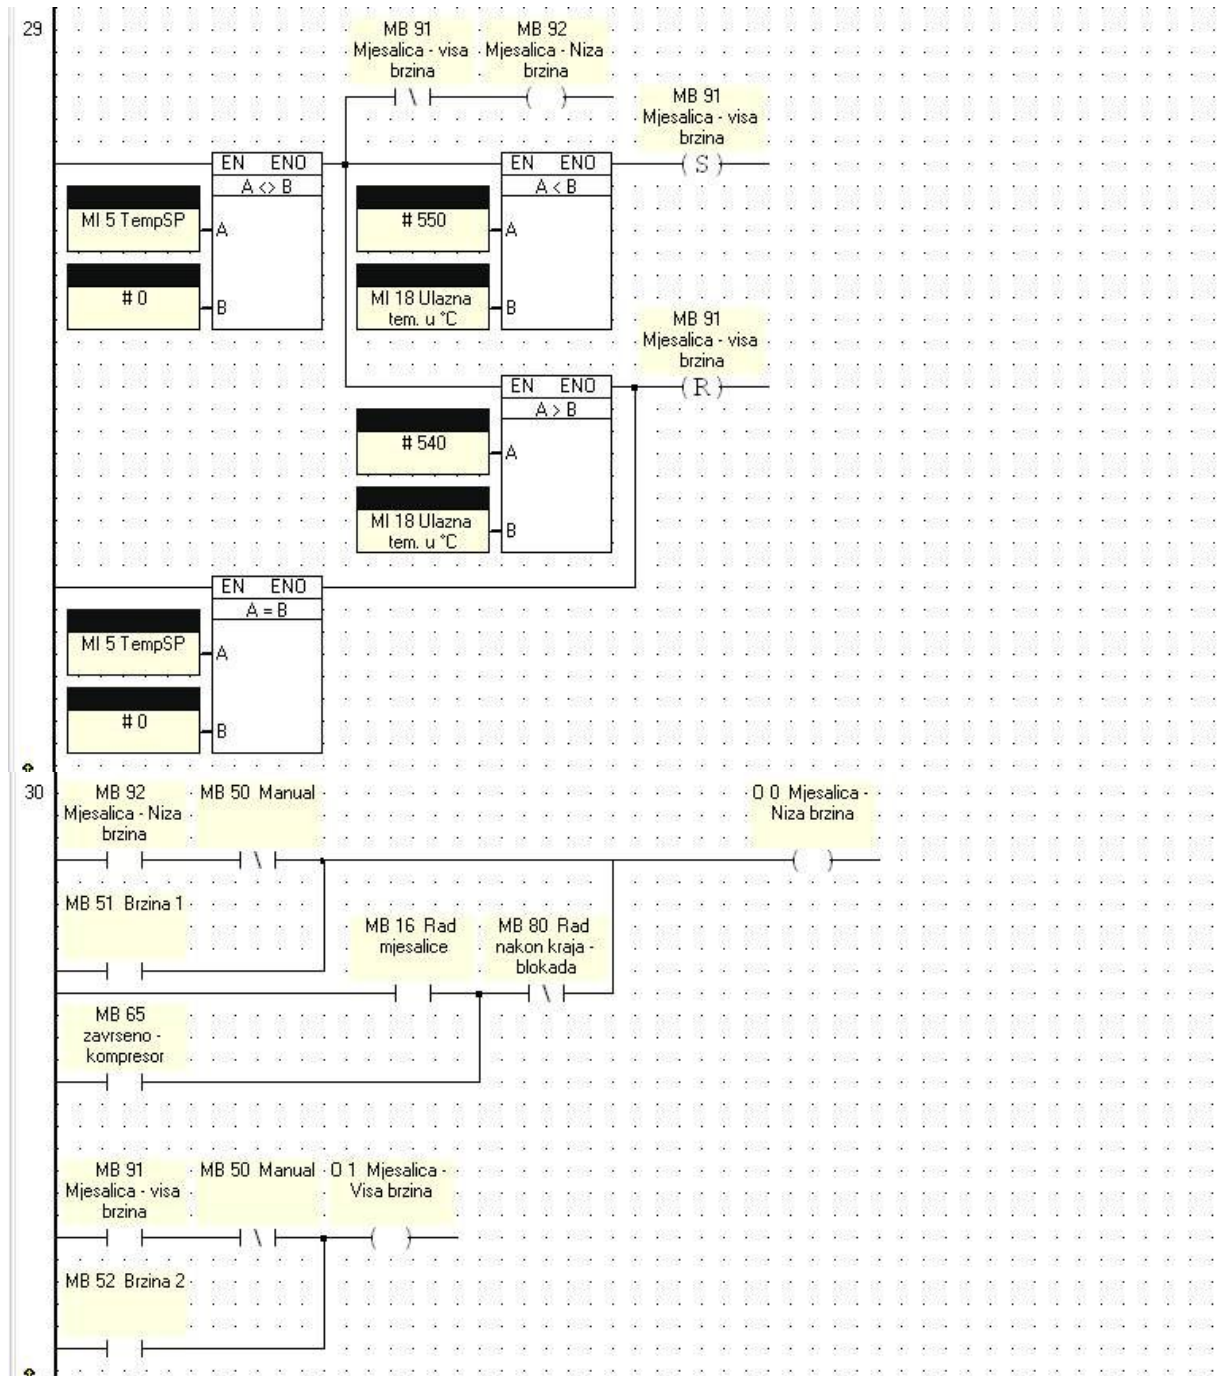 29
MB 91
Mjesalica - visa
brzina
MB 92
Mjesalica - Niza
brzina
MB 91
Mjesalica - visa
brzina
( S )
EN ENO
A <> B
MI 5 TempSP
A
# 0
B
EN ENO
A < B
# 550
A
MI 18 Ulazna
tem. u °C
B
MB 91
Mjesalica - visa
brzina
( R )
EN ENO
A > B
# 540
A
MI 18 Ulazna
tem. u °C
B
EN ENO
A = B
MI 5 TempSP
A
# 0
B
30
MB 92
Mjesalica - Niza
brzina
MB 50 Manual
O 0 Mjesalica -
Niza brzina
MB 51 Brzina 1
MB 16 Rad
mjesalice
MB 80 Rad
nakon kraja -
blokada
MB 65
zavrseno -
kompresor
MB 91
Mjesalica - visa
brzina
MB 50 Manual
O 1 Mjesalica -
Visa brzina
MB 52 Brzina 2